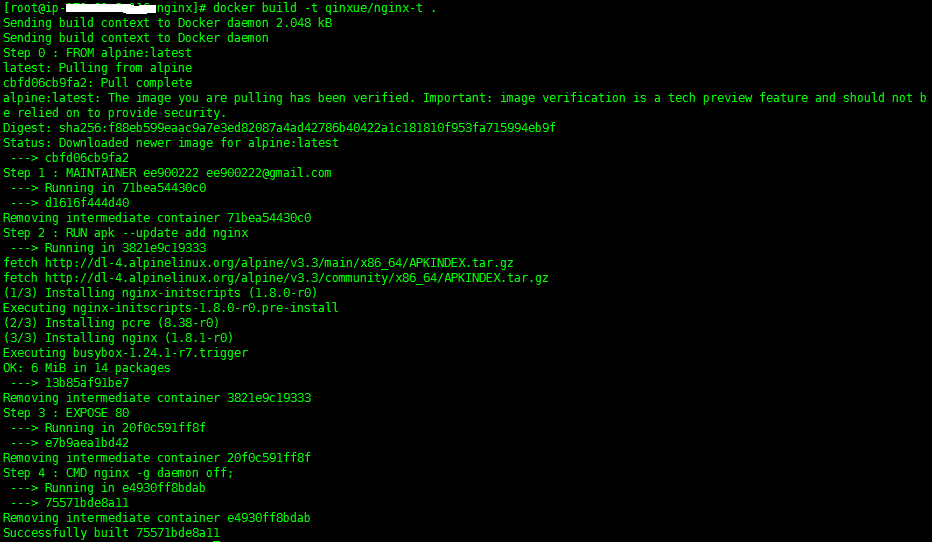 [root@ip- nginx]# docker build -t qinxue/nginx-t .
Sending build context to Docker daemon 2.048 kB
Sending build context to Docker daemon
Step 0 : FROM alpine:latest
latest: Pulling from alpine
cbfd06cb9fa2: Pull complete
alpine:latest: The image you are pulling has been verified. Important: image verification is a tech preview feature and should not b
e relied on to provide security.
Digest: sha256:f88eb599eaac9a7e3ed82087a4ad42786b40422a1c181810f953fa715994eb9f
Status: Downloaded newer image for alpine:latest
 ---> cbfd06cb9fa2
Step 1 : MAINTAINER ee900222 ee900222@gmail.com
 ---> Running in 71bea54430c0
 ---> d1616f444d40
Removing intermediate container 71bea54430c0
Step 2 : RUN apk --update add nginx
 ---> Running in 3821e9c19333
fetch http://dl-4.alpinelinux.org/alpine/v3.3/main/x86_64/APKINDEX.tar.gz
fetch http://dl-4.alpinelinux.org/alpine/v3.3/community/x86_64/APKINDEX.tar.gz
(1/3) Installing nginx-initscripts (1.8.0-r0)
Executing nginx-initscripts-1.8.0-r0.pre-install
(2/3) Installing pcre (8.38-r0)
(3/3) Installing nginx (1.8.1-r0)
Executing busybox-1.24.1-r7.trigger
OK: 6 MiB in 14 packages
 ---> 13b85af91be7
Removing intermediate container 3821e9c19333
Step 3 : EXPOSE 80
 ---> Running in 20f0c591ff8f
 ---> e7b9aea1bd42
Removing intermediate container 20f0c591ff8f
Step 4 : CMD nginx -g daemon off;
 ---> Running in e4930ff8bdab
 ---> 75571bde8a11
Removing intermediate container e4930ff8bdab
Successfully built 75571bde8a11